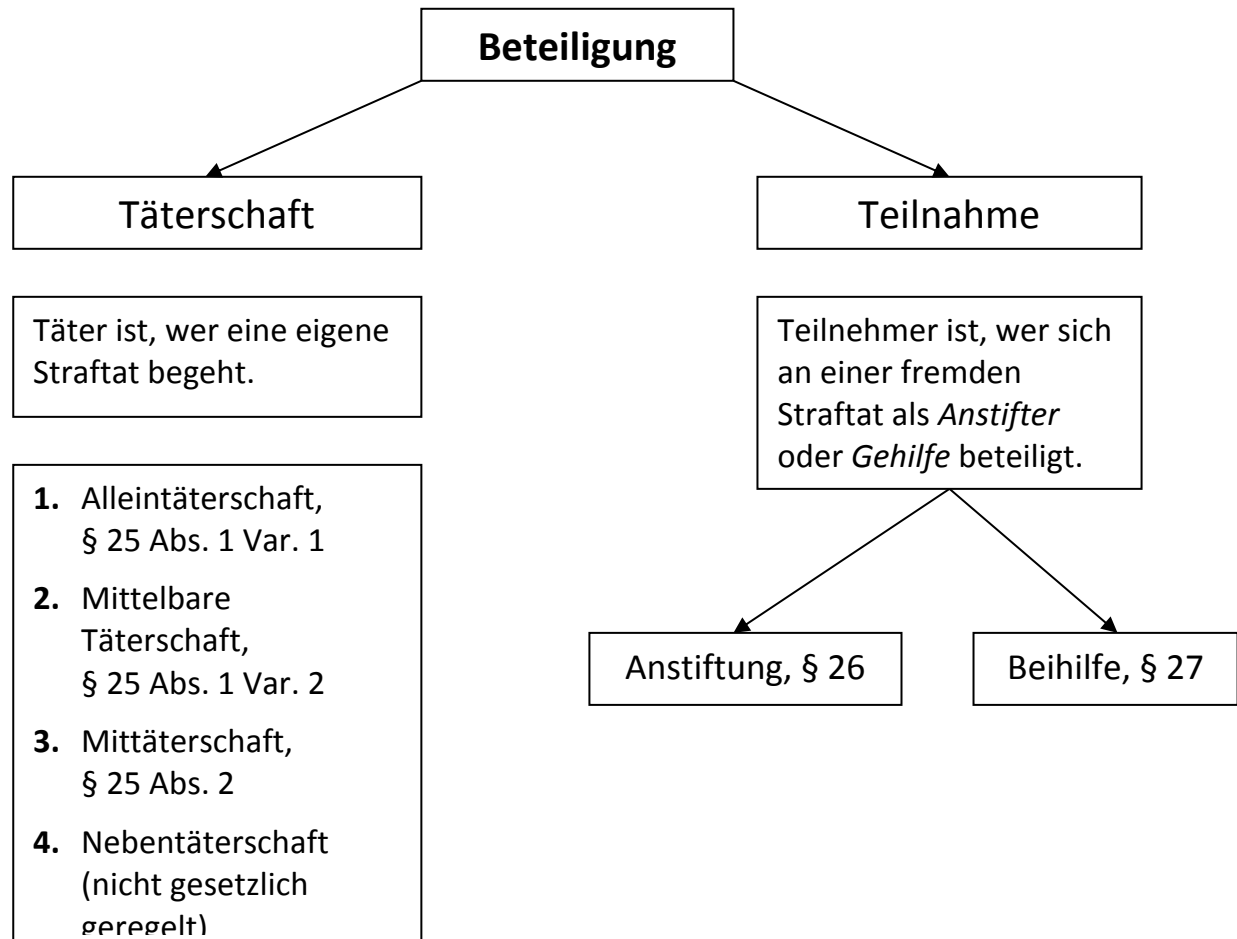 Beteiligung
Täterschaft
Teilnahme
Täter ist, wer eine eigene
Straftat begeht.
Teilnehmer ist, wer sich
an einer fremden
Straftat als Anstifter
oder Gehilfe beteiligt.
1. Alleintäterschaft,
§ 25 Abs. 1 Var. 1
2. Mittelbare
Täterschaft,
§ 25 Abs. 1 Var. 2
3. Mittäterschaft,
§ 25 Abs. 2
4. Nebentäterschaft
(nicht gesetzlich
geregelt)
Anstiftung, § 26
Beihilfe, § 27